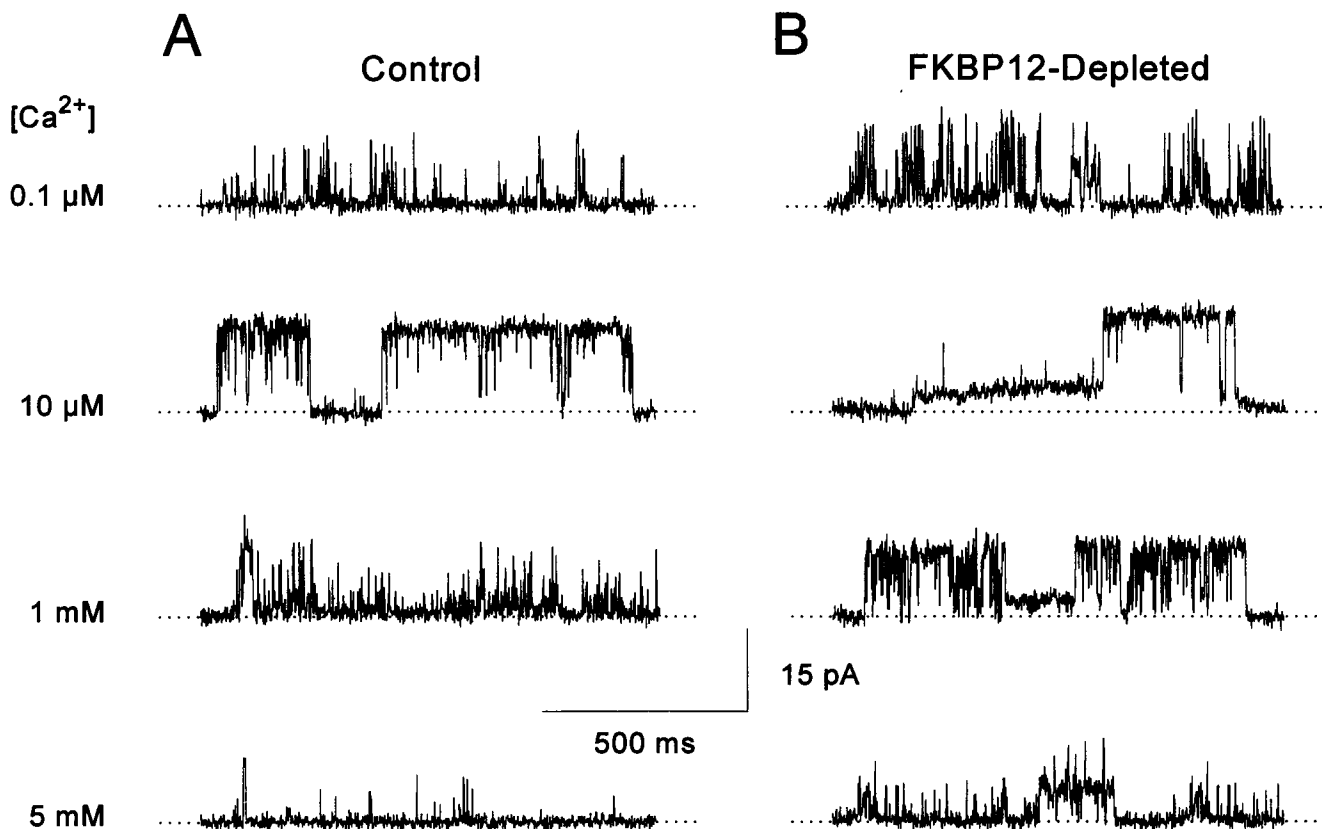 A
B
Control
FKBP12-Depleted
[Ca²⁺]
0.1 µM
10 µM
1 mM
15 pA
500 ms
5 mM